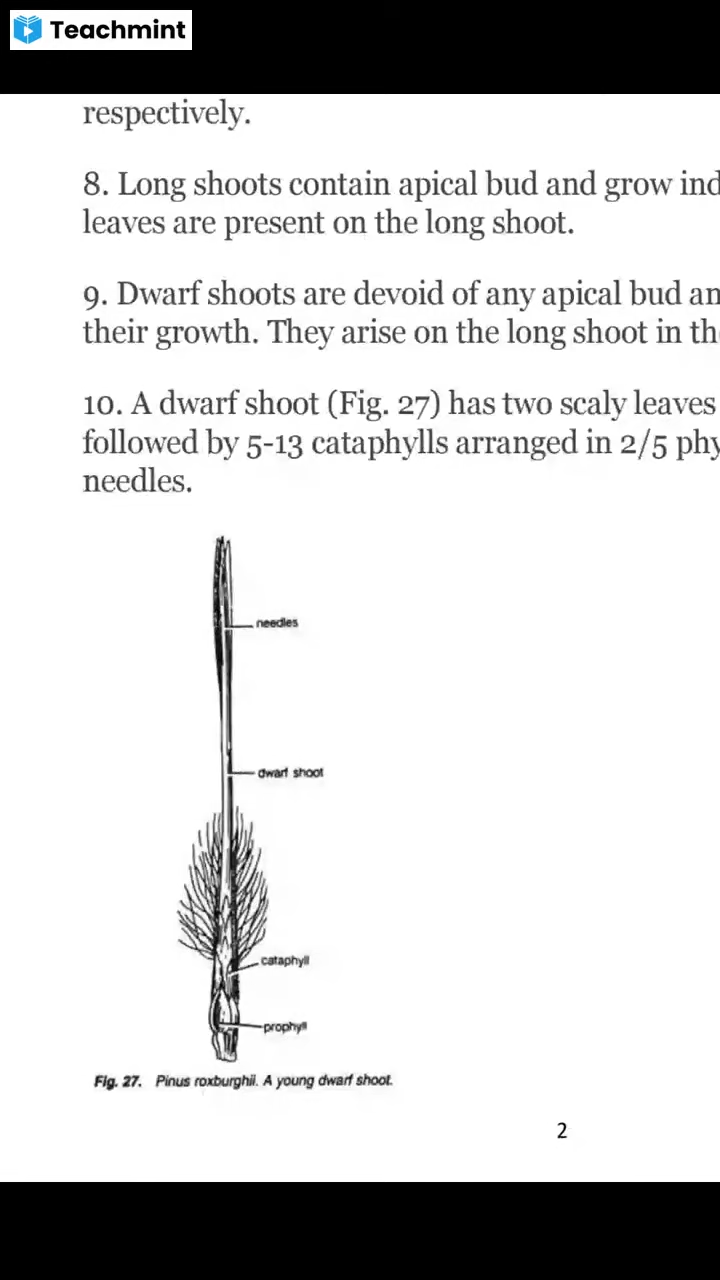 Teachmint
respectively.
8. Long shoots contain apical bud and grow ind
leaves are present on the long shoot.
9. Dwarf shoots are devoid of any apical bud an
their growth. They arise on the long shoot in th
10. A dwarf shoot (Fig. 27) has two scaly leaves
followed by 5-13 cataphylls arranged in 2/5 phy
needles.
needles
dwarf shoot
cataphyll
prophyll
Fig. 27. Pinus roxburghii. A young dwarf shoot.
2